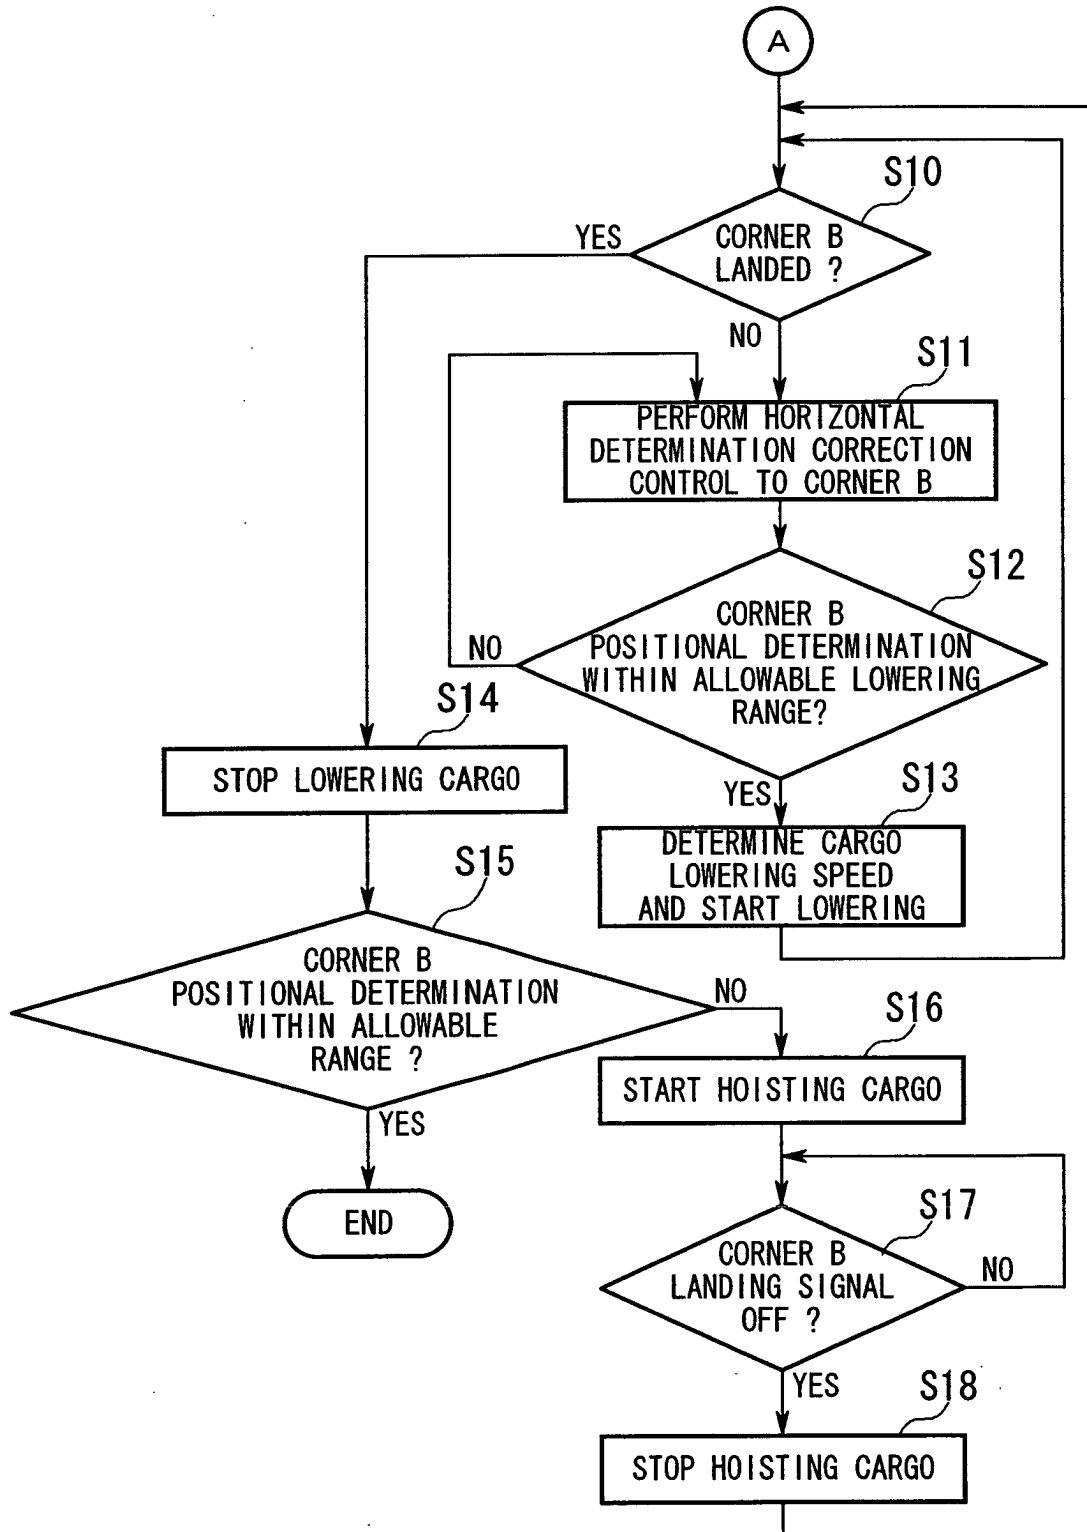 A
S10
CORNER B
LANDED ?
YES
NO
S11
PERFORM HORIZONTAL
DETERMINATION CORRECTION
CONTROL TO CORNER B
S12
CORNER B
POSITIONAL DETERMINATION
WITHIN ALLOWABLE LOWERING
RANGE?
NO
YES
S13
DETERMINE CARGO
LOWERING SPEED
AND START LOWERING
S14
STOP LOWERING CARGO
S15
CORNER B
POSITIONAL DETERMINATION
WITHIN ALLOWABLE
RANGE ?
NO
YES
END
S16
START HOISTING CARGO
S17
CORNER B
LANDING SIGNAL
OFF ?
NO
YES
S18
STOP HOISTING CARGO